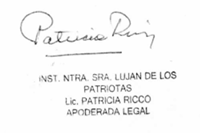 Patricia Ricco
INST. NTRA. SRA. LUJAN DE LOS
PATRIOTAS
Lic. PATRICIA RICCO
APODERADA LEGAL